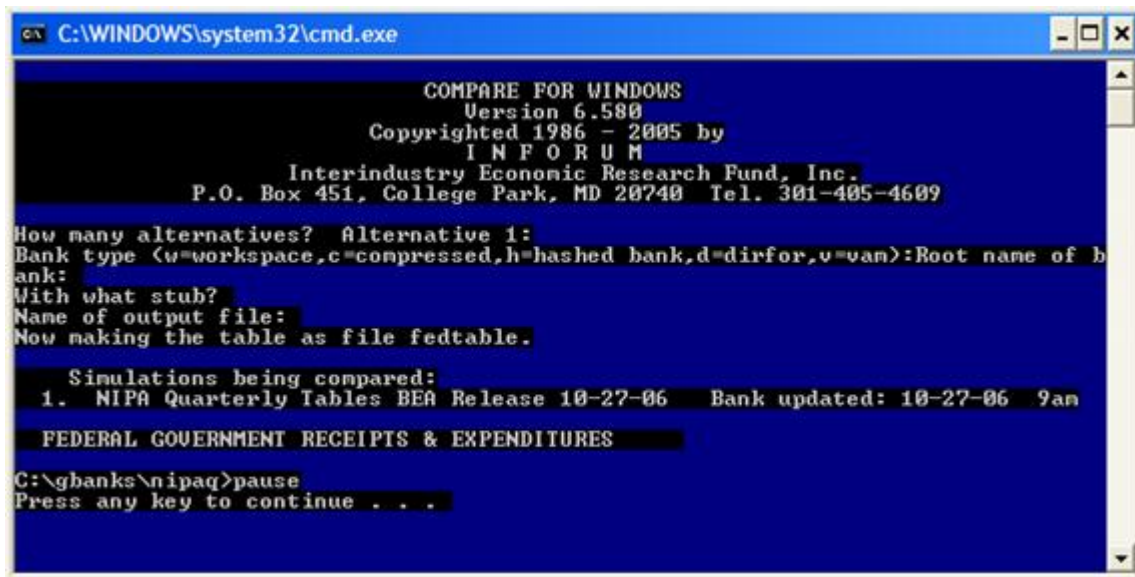 C:\WINDOWS\system32\cmd.exe
COMPARE FOR WINDOWS
Version 6.580
Copyrighted 1986 - 2005 by
I N F O R U M
Interindustry Economic Research Fund, Inc.
P.O. Box 451, College Park, MD 20740  Tel. 301-405-4609
How many alternatives?  Alternative 1:
Bank type (w=workspace,c=compressed,h=hashed bank,d=dirfor,v=vam):Root name of b
ank:
With what stub?
Name of output file:
Now making the table as file fedtable.
Simulations being compared:
1.  NIPA Quarterly Tables BEA Release 10-27-06   Bank updated: 10-27-06  9am
FEDERAL GOVERNMENT RECEIPTS & EXPENDITURES
C:\gbanks\nipaq>pause
Press any key to continue . . .